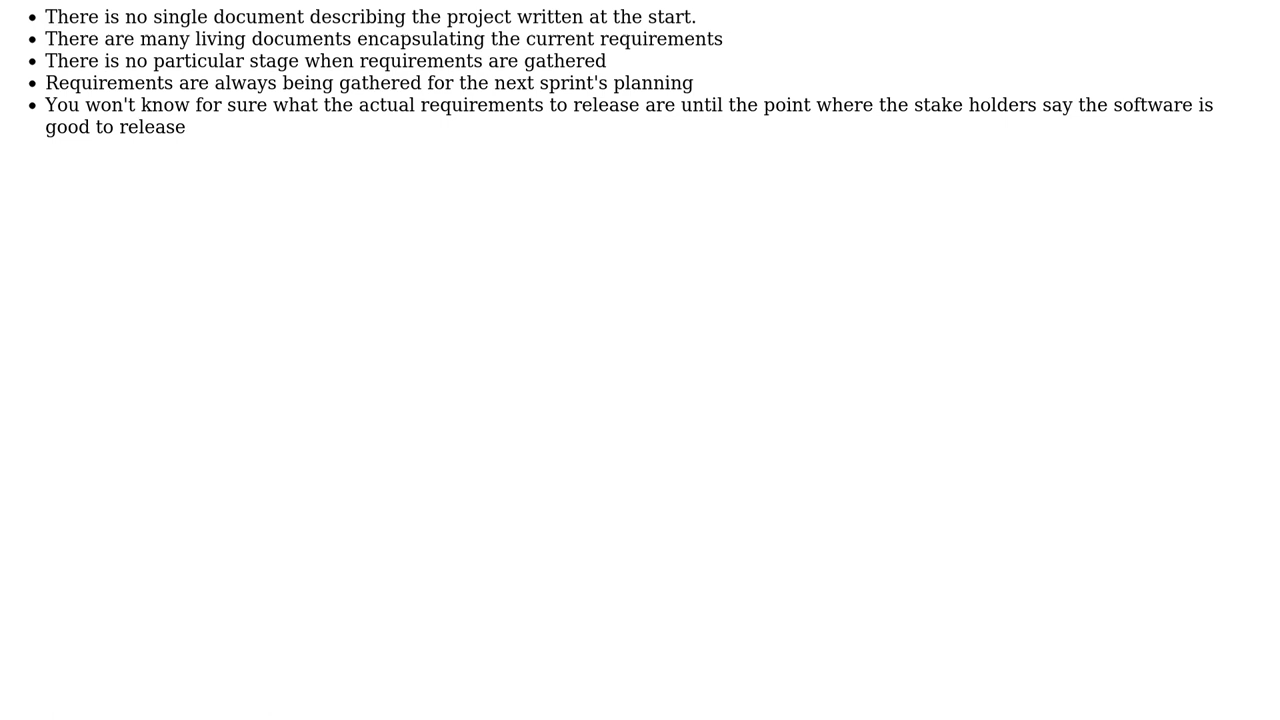 • There is no single document describing the project written at the start.
• There are many living documents encapsulating the current requirements
• There is no particular stage when requirements are gathered
• Requirements are always being gathered for the next sprint's planning
• You won't know for sure what the actual requirements to release are until the point where the stake holders say the software is
good to release